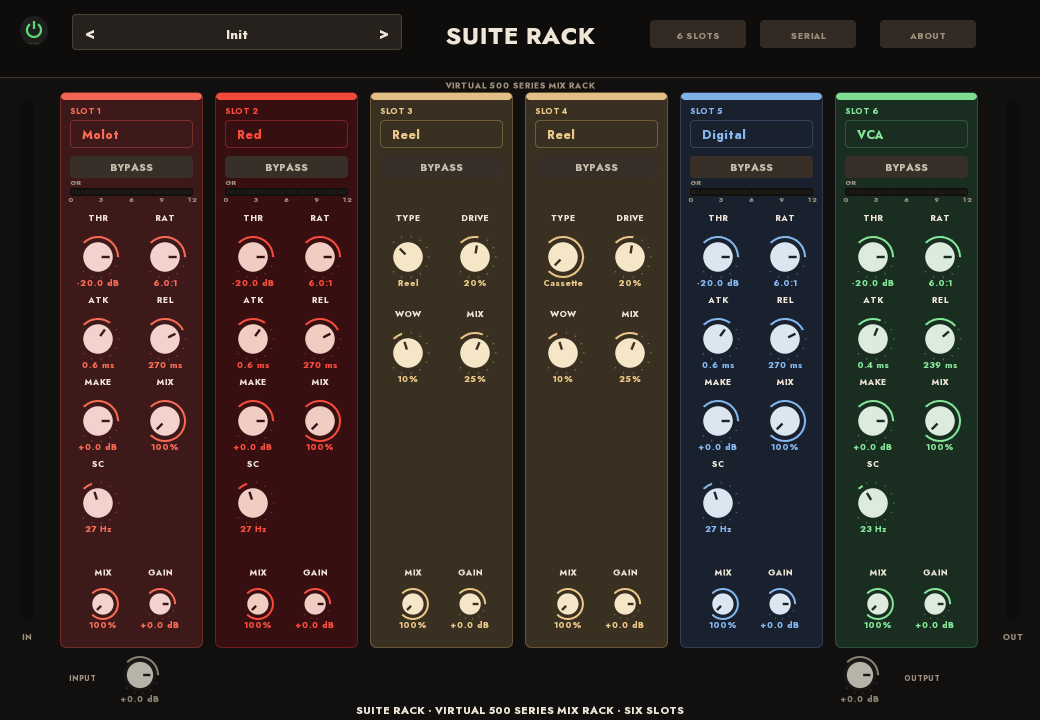 < Init >
SUITE RACK
6 SLOTS SERIAL ABOUT
VIRTUAL 500 SERIES MIX RACK
SLOT 1
Molot
BYPASS
GR
0 3 6 9 12
THR RAT
-20.0 dB 6.0:1
ATK REL
0.6 ms 270 ms
MAKE MIX
+0.0 dB 100%
SC
27 Hz
MIX GAIN
100% +0.0 dB
SLOT 2
Red
BYPASS
GR
0 3 6 9 12
THR RAT
-20.0 dB 6.0:1
ATK REL
0.6 ms 270 ms
MAKE MIX
+0.0 dB 100%
SC
27 Hz
MIX GAIN
100% +0.0 dB
SLOT 3
Reel
BYPASS
TYPE DRIVE
Reel 20%
WOW MIX
10% 25%
MIX GAIN
100% +0.0 dB
SLOT 4
Reel
BYPASS
TYPE DRIVE
Cassette 20%
WOW MIX
10% 25%
MIX GAIN
100% +0.0 dB
SLOT 5
Digital
BYPASS
GR
0 3 6 9 12
THR RAT
-20.0 dB 6.0:1
ATK REL
0.6 ms 270 ms
MAKE MIX
+0.0 dB 100%
SC
27 Hz
MIX GAIN
100% +0.0 dB
SLOT 6
VCA
BYPASS
GR
0 3 6 9 12
THR RAT
-20.0 dB 6.0:1
ATK REL
0.4 ms 239 ms
MAKE MIX
+0.0 dB 100%
SC
23 Hz
MIX GAIN
100% +0.0 dB
IN OUT
INPUT
+0.0 dB
OUTPUT
+0.0 dB
SUITE RACK · VIRTUAL 500 SERIES MIX RACK · SIX SLOTS